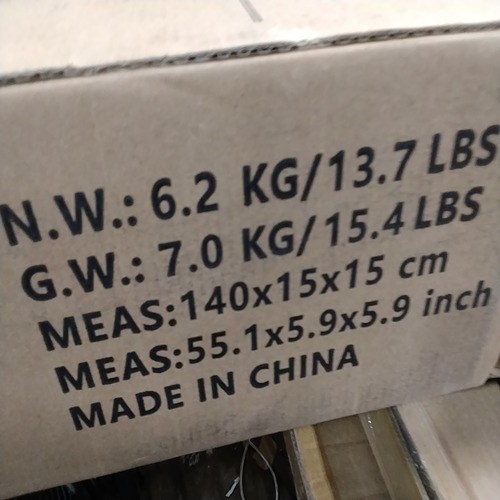 N.W.: 6.2 KG/13.7 LBS
G.W.: 7.0 KG/15.4 LBS
MEAS:140x15x15 cm
MEAS:55.1x5.9x5.9 inch
MADE IN CHINA